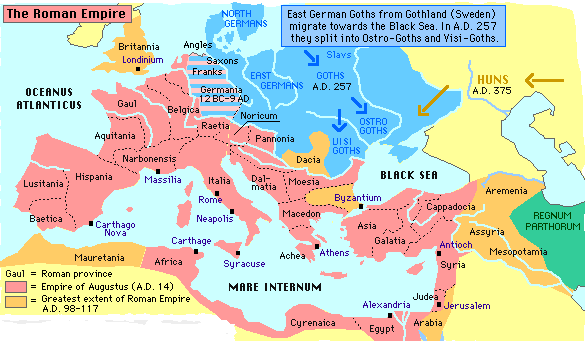 The Roman Empire
NORTH
GERMANS
East German Goths from Gothland (Sweden)
migrate towards the Black Sea. In A.D. 257
they split into Ostro-Goths and Visi-Goths.
Britannia
Londinium
Angles
Saxons
Franks
Slavs
EAST
GERMANS
GOTHS
A.D. 257
HUNS
A.D. 375
OCEANUS
ATLANTICUS
Germania
12 BC-9 AD
Gaul
Belgica
Noricum
Raetia
OSTRO
GOTHS
UISI
GOTHS
Aquitania
Pannonia
Narbonensis
Dacia
Massilia
Lusitania
Hispania
Italia
Rome
Dal-
matia
Moesia
BLACK SEA
Baetica
Neapolis
Macedon
Byzantium
Cappadocia
Aremenia
REGNUM
PARTHORUM
Carthago
Nova
Asia
Galatia
Assyria
Mauretania
Carthage
Africa
Syracuse
Achea
Athens
Antioch
Syria
Mesopotamia
Gaul = Roman province
= Empire of Augustus (A.D. 14)
= Greatest extent of Roman Empire
A.D. 98-117
MARE INTERNUM
Alexandria
Judea
Jerusalem
Cyrenaica
Egypt
Arabia